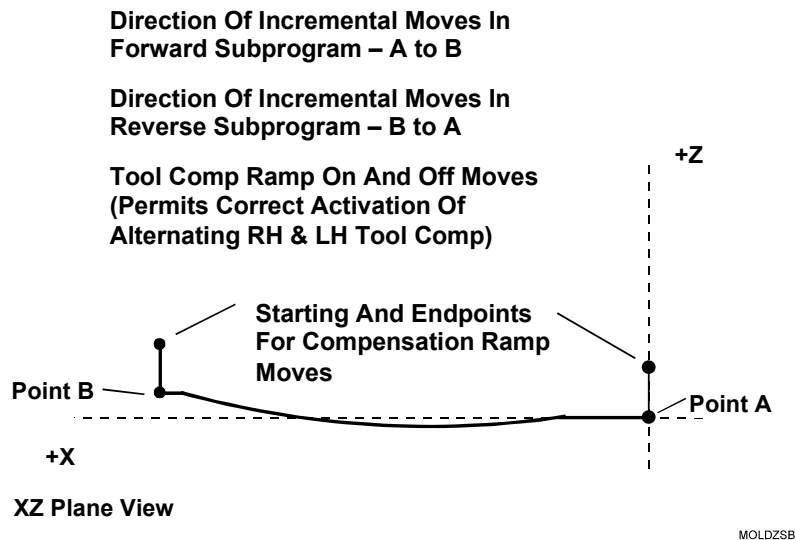 Direction Of Incremental Moves In
Forward Subprogram – A to B
Direction Of Incremental Moves In
Reverse Subprogram – B to A
+Z
Tool Comp Ramp On And Off Moves
(Permits Correct Activation Of
Alternating RH & LH Tool Comp)
Starting And Endpoints
For Compensation Ramp
Moves
Point B
Point A
+X
XZ Plane View
MOLDZSB